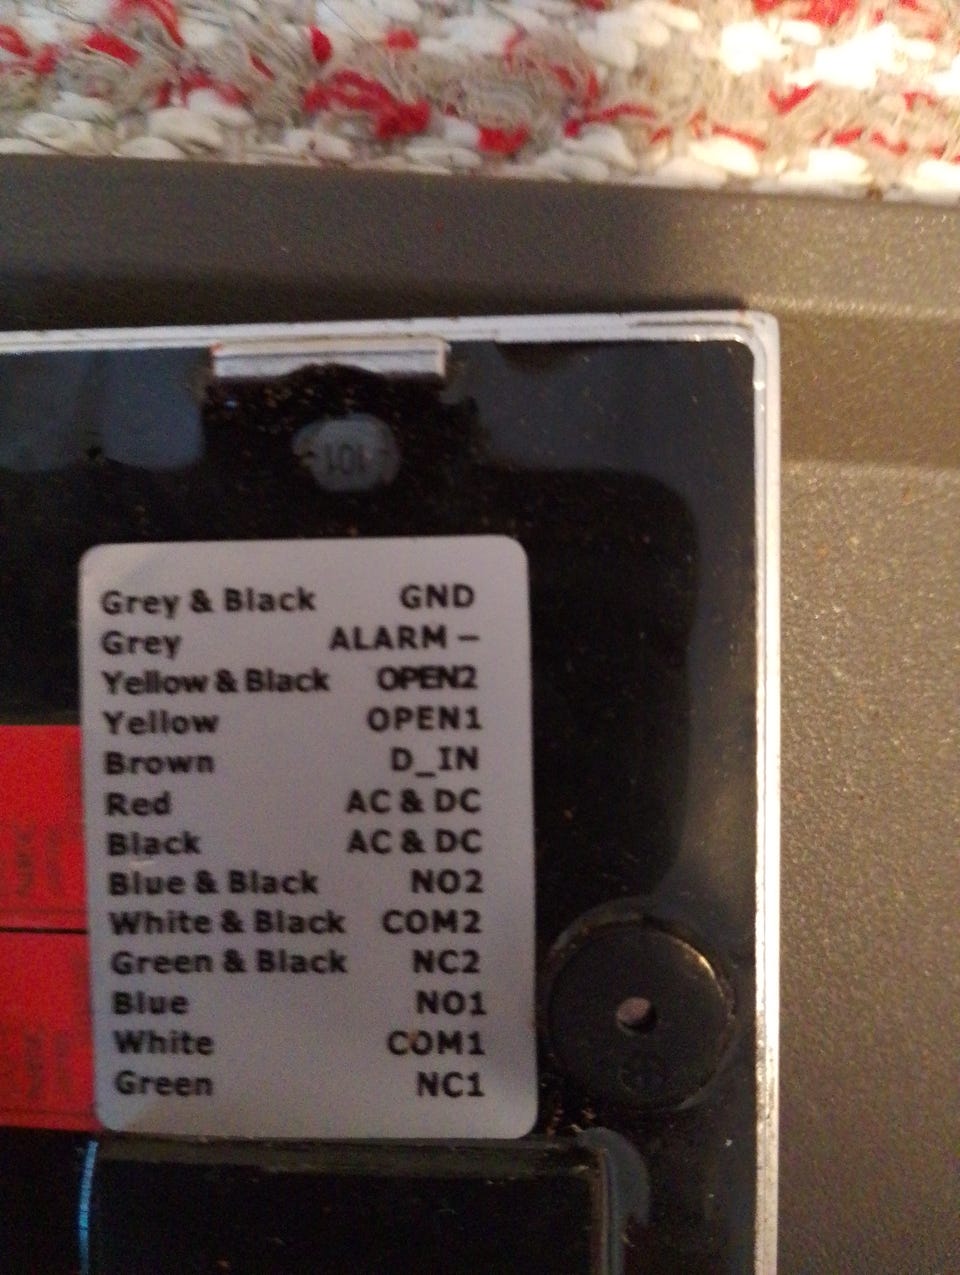 101
Grey & Black GND
Grey ALARM –
Yellow & Black OPEN2
Yellow OPEN1
Brown D_IN
Red AC & DC
Black AC & DC
Blue & Black NO2
White & Black COM2
Green & Black NC2
Blue NO1
White COM1
Green NC1